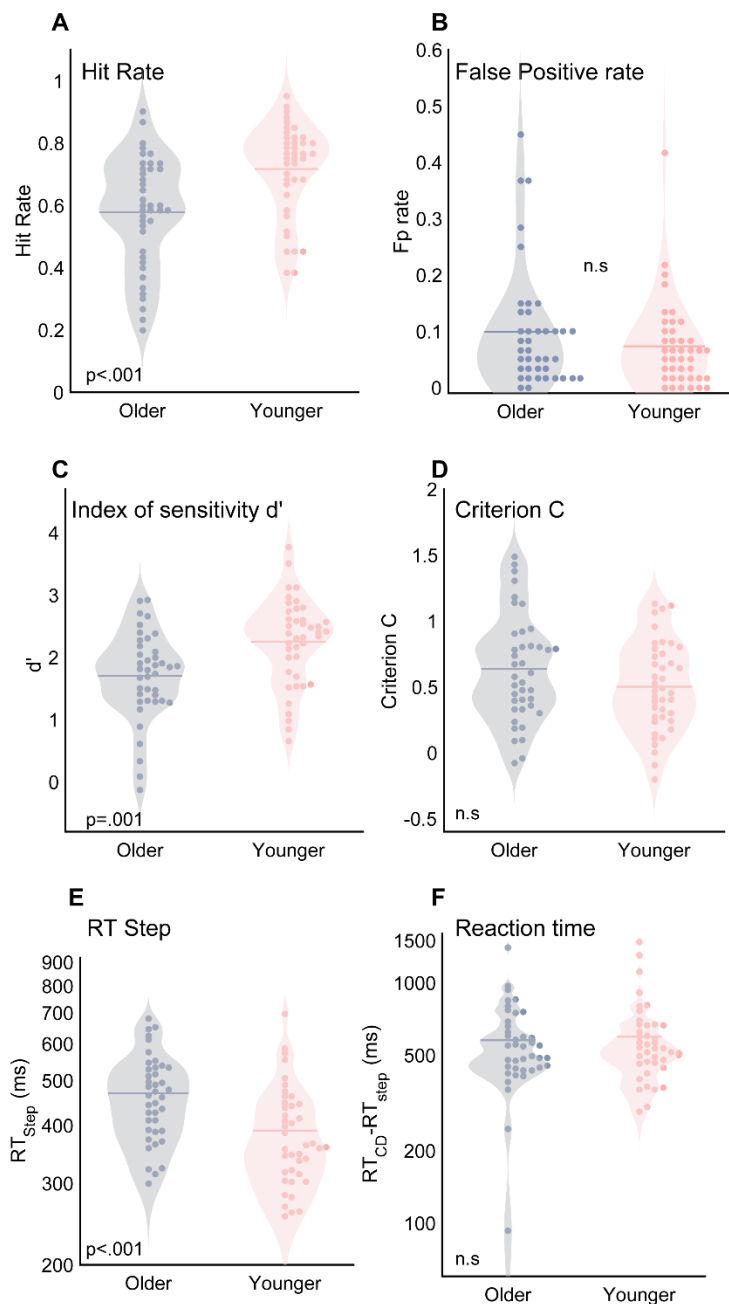 A
Hit Rate
Hit Rate
1
0.8
0.6
0.4
0.2
0
p<.001
Older
Younger
B
False Positive rate
Fp rate
0.6
0.5
0.4
0.3
0.2
0.1
0
n.s
Older
Younger
C
Index of sensitivity d'
d'
4
3
2
1
0
p=.001
Older
Younger
D
Criterion C
Criterion C
2
1.5
1
0.5
0
-0.5
n.s
Older
Younger
E
RT Step
RT_Step (ms)
900
800
700
600
500
400
300
200
p<.001
Older
Younger
F
Reaction time
RT_CD-RT_step (ms)
1500
1000
500
200
100
n.s
Older
Younger